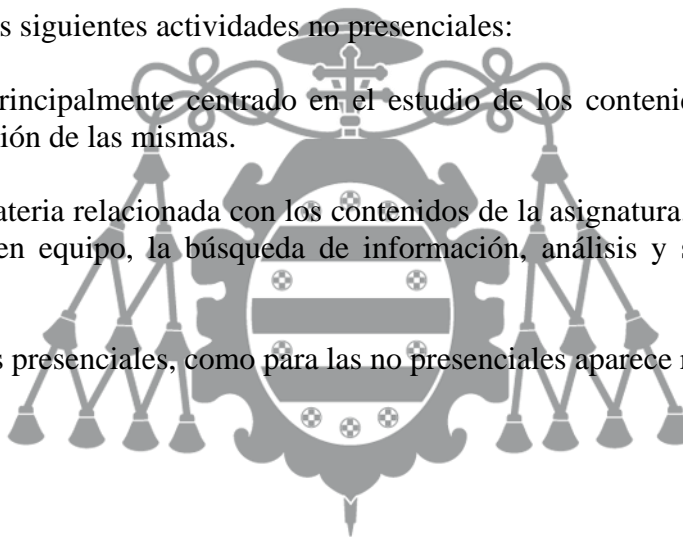 s siguientes actividades no presenciales:
rincipalmente centrado en el estudio de los contenid
ión de las mismas.
ateria relacionada con los contenidos de la asignatura.
en equipo, la búsqueda de información, análisis y s
s presenciales, como para las no presenciales aparece r